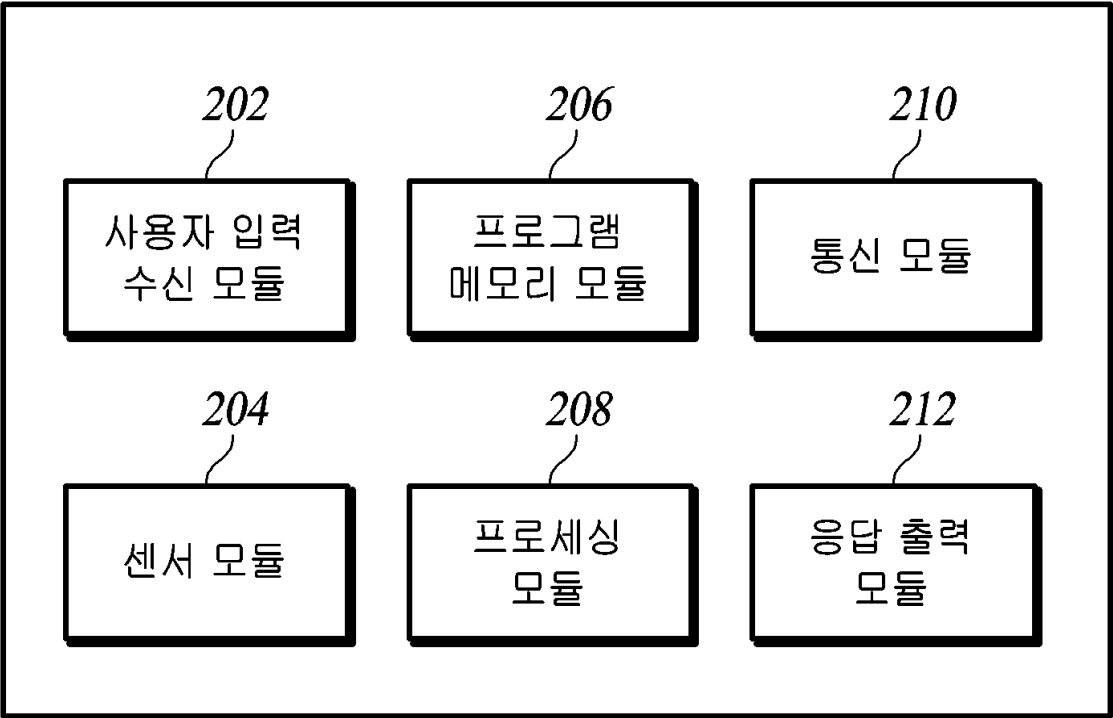 202
사용자 입력
수신 모듈
206
프로그램
메모리 모듈
210
통신 모듈
204
센서 모듈
208
프로세싱
모듈
212
응답 출력
모듈